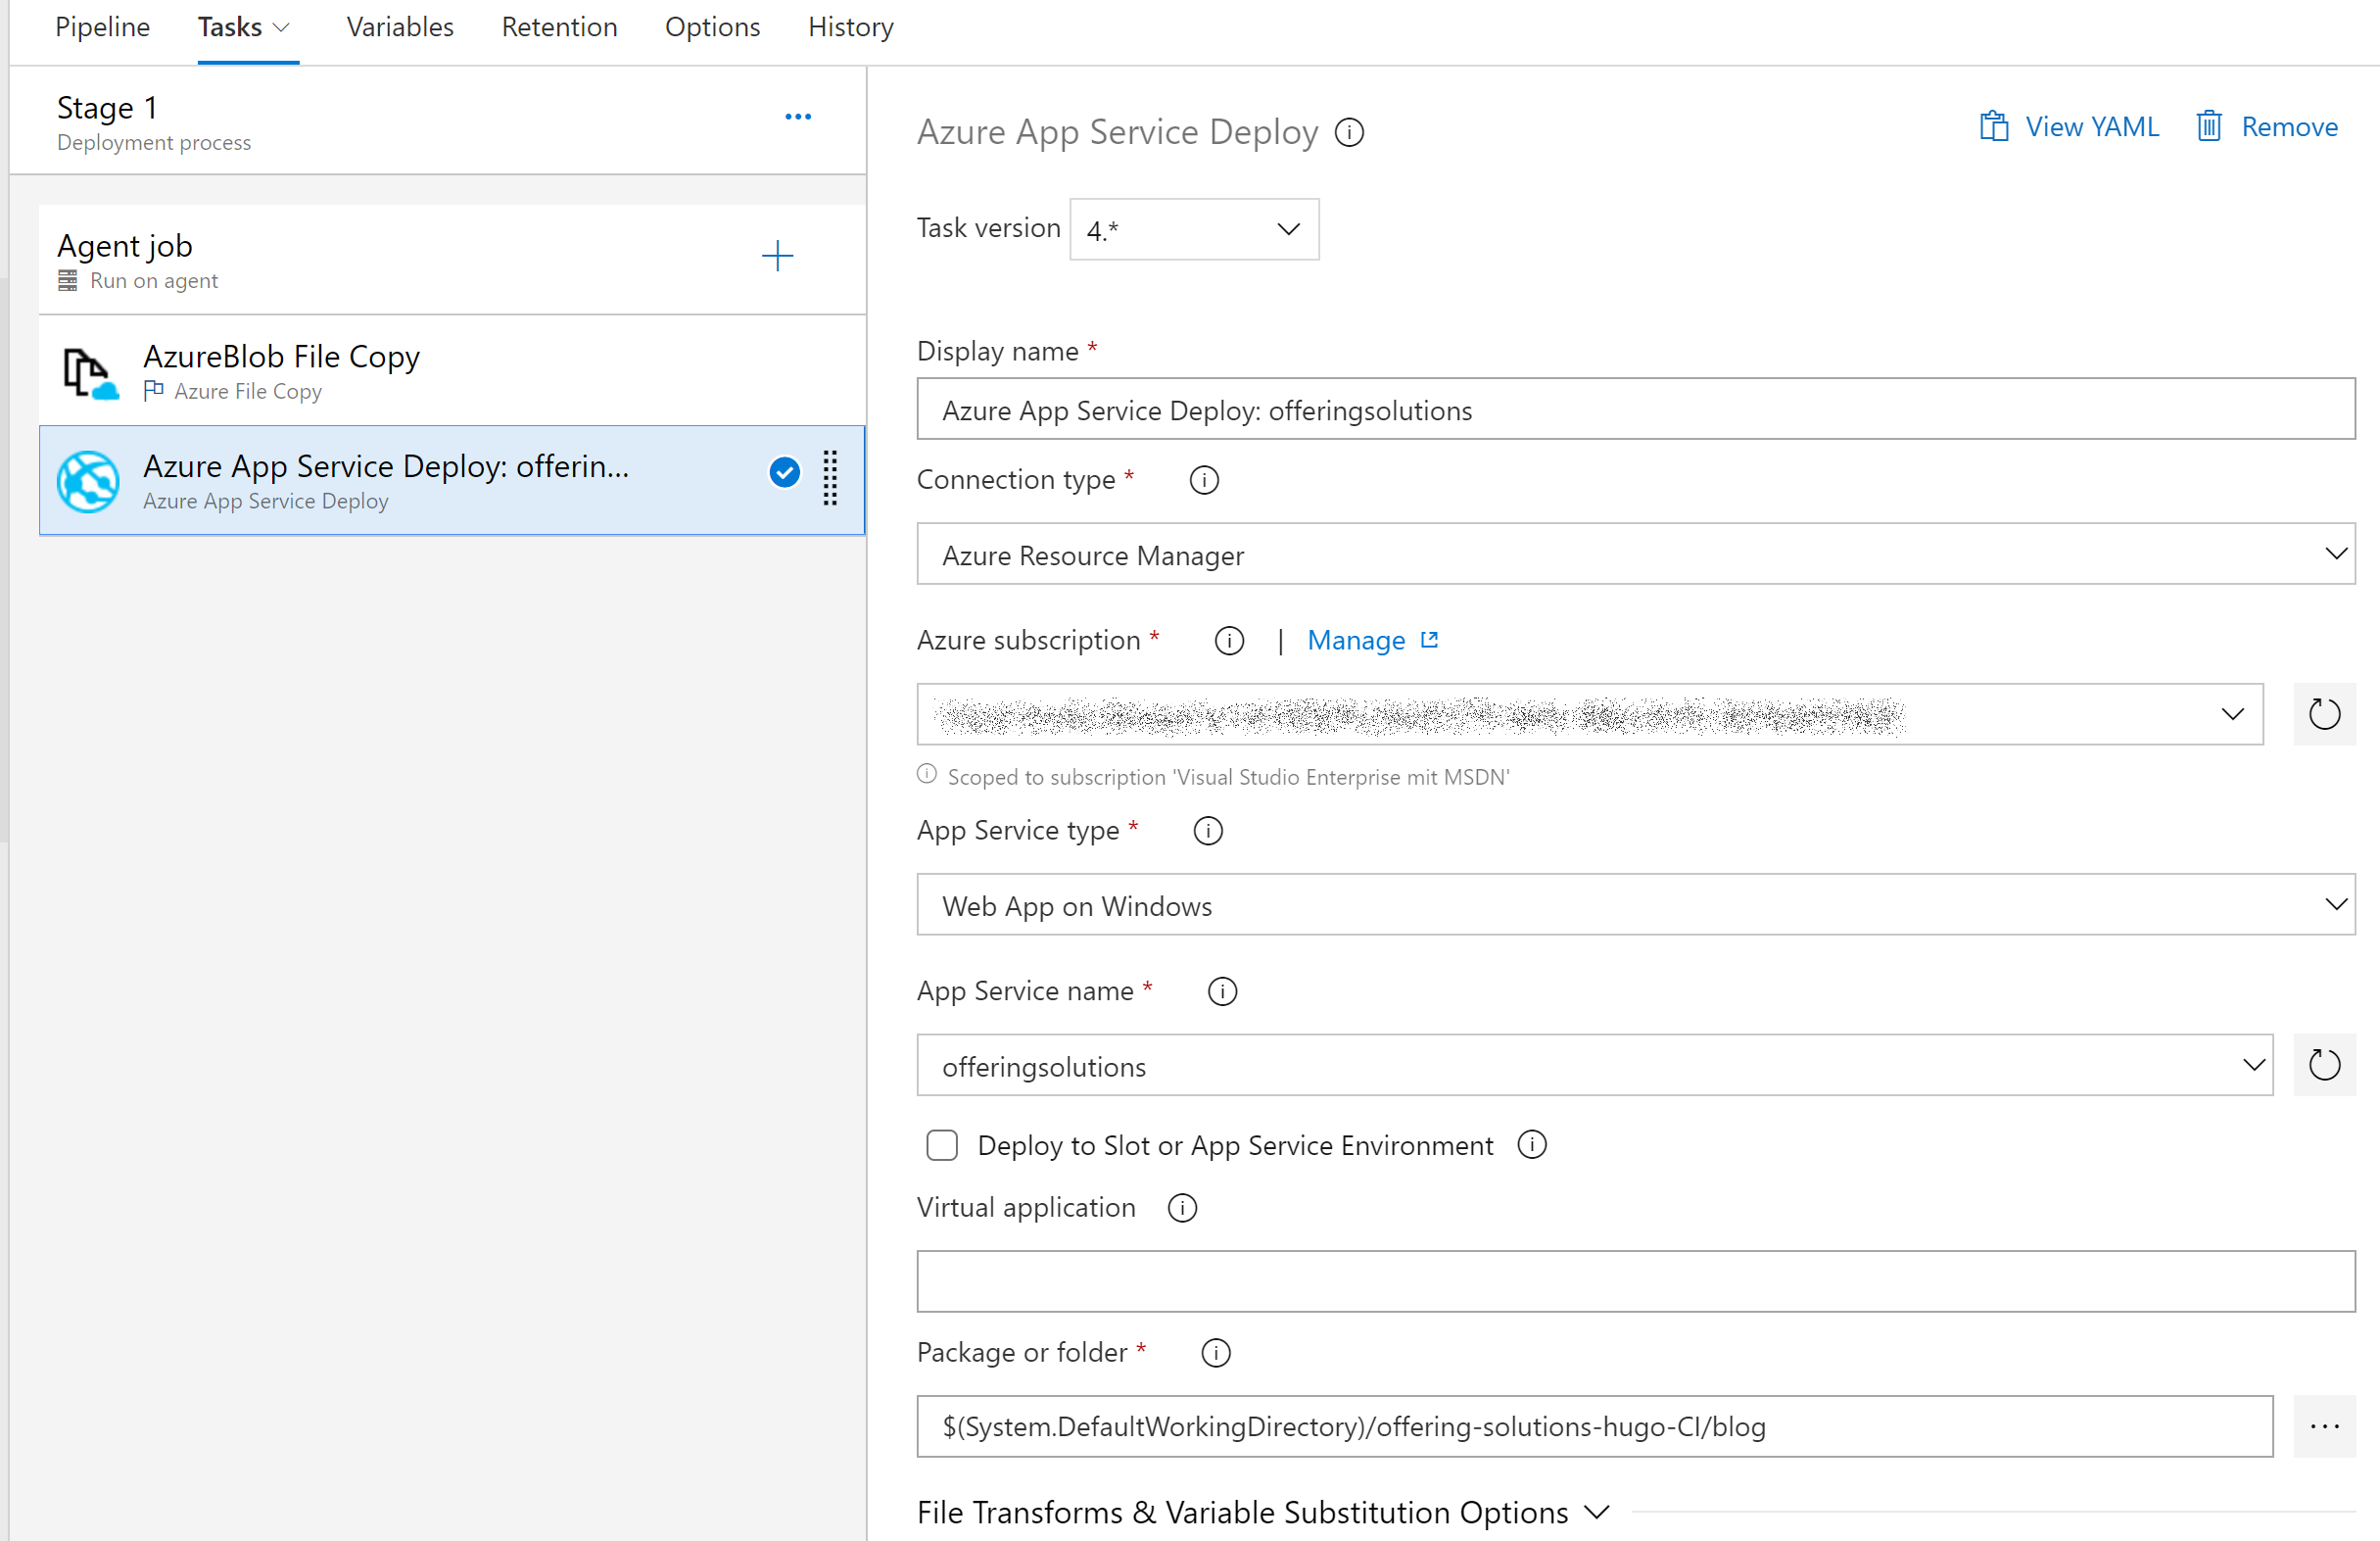 Pipeline Tasks Variables Retention Options History
Stage 1
Deployment process
Agent job
Run on agent
AzureBlob File Copy
Azure File Copy
Azure App Service Deploy: offerin...
Azure App Service Deploy
Azure App Service Deploy
View YAML Remove
Task version 4.*
Display name *
Azure App Service Deploy: offeringsolutions
Connection type *
Azure Resource Manager
Azure subscription * | Manage
Scoped to subscription 'Visual Studio Enterprise mit MSDN'
App Service type *
Web App on Windows
App Service name *
offeringsolutions
Deploy to Slot or App Service Environment
Virtual application
Package or folder *
$(System.DefaultWorkingDirectory)/offering-solutions-hugo-CI/blog
File Transforms & Variable Substitution Options